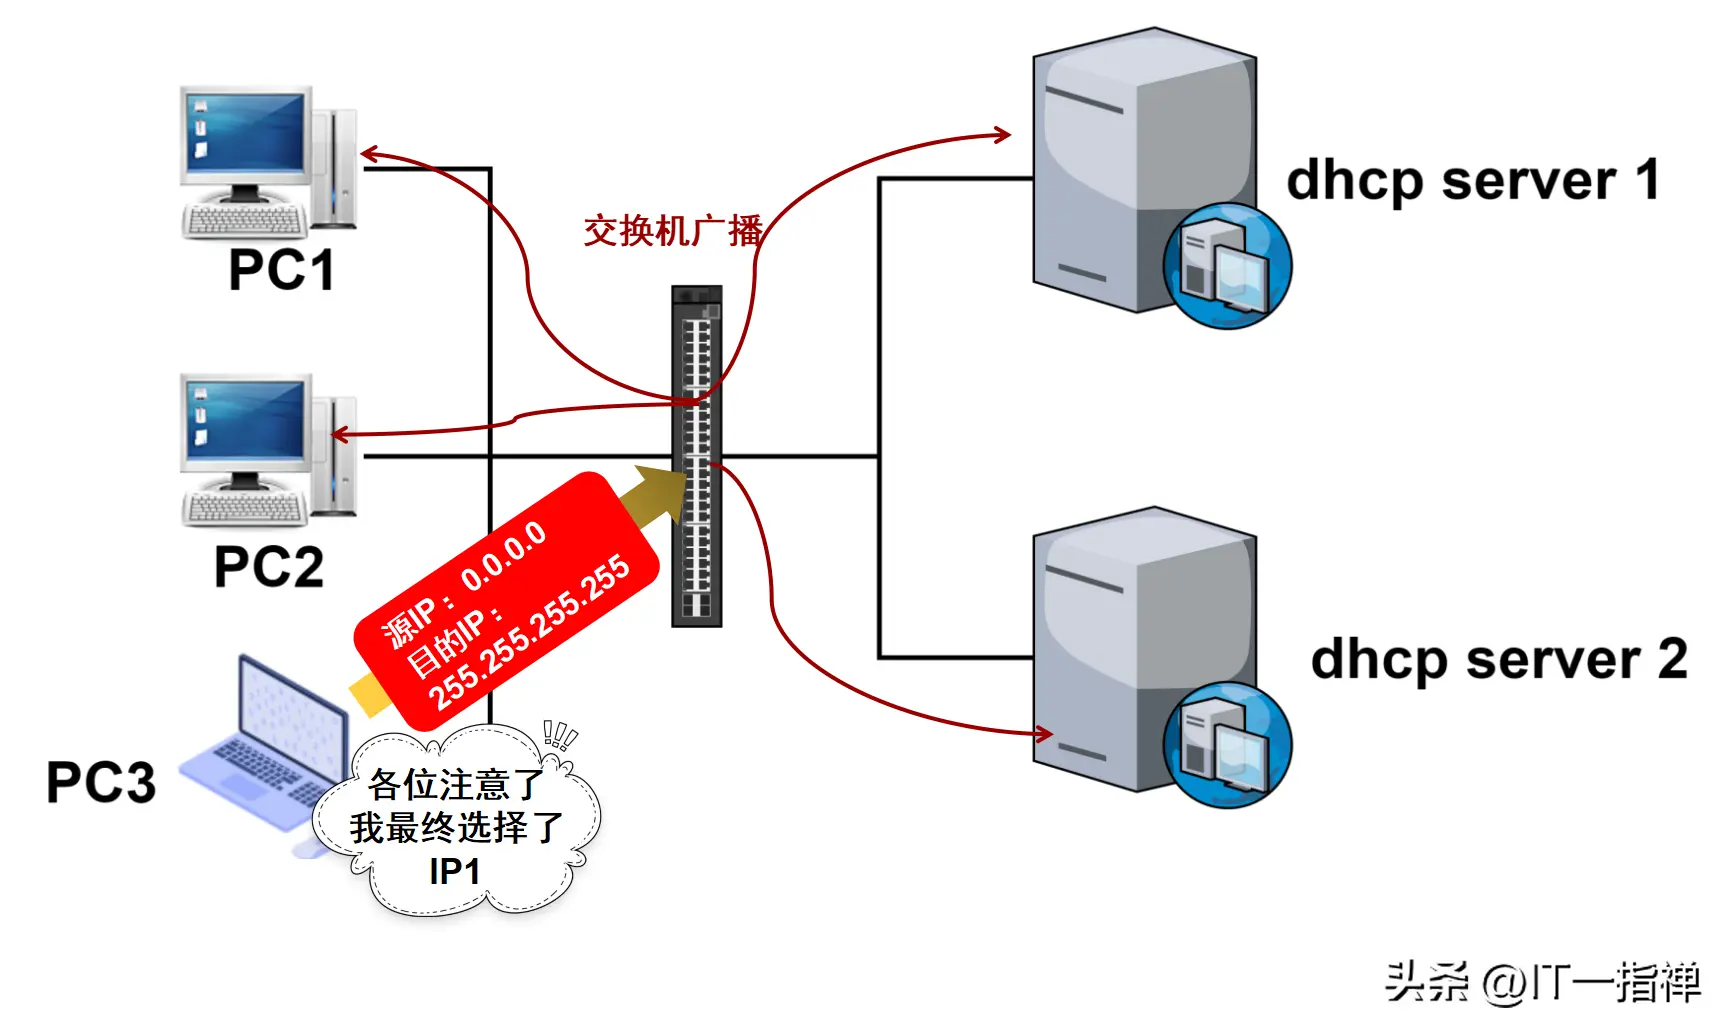 PC1
交换机广播
dhcp server 1
PC2
源IP：0.0.0.0
目的IP：
255.255.255.255
dhcp server 2
PC3
各位注意了
我最终选择了
IP1
头条 @IT一指禅